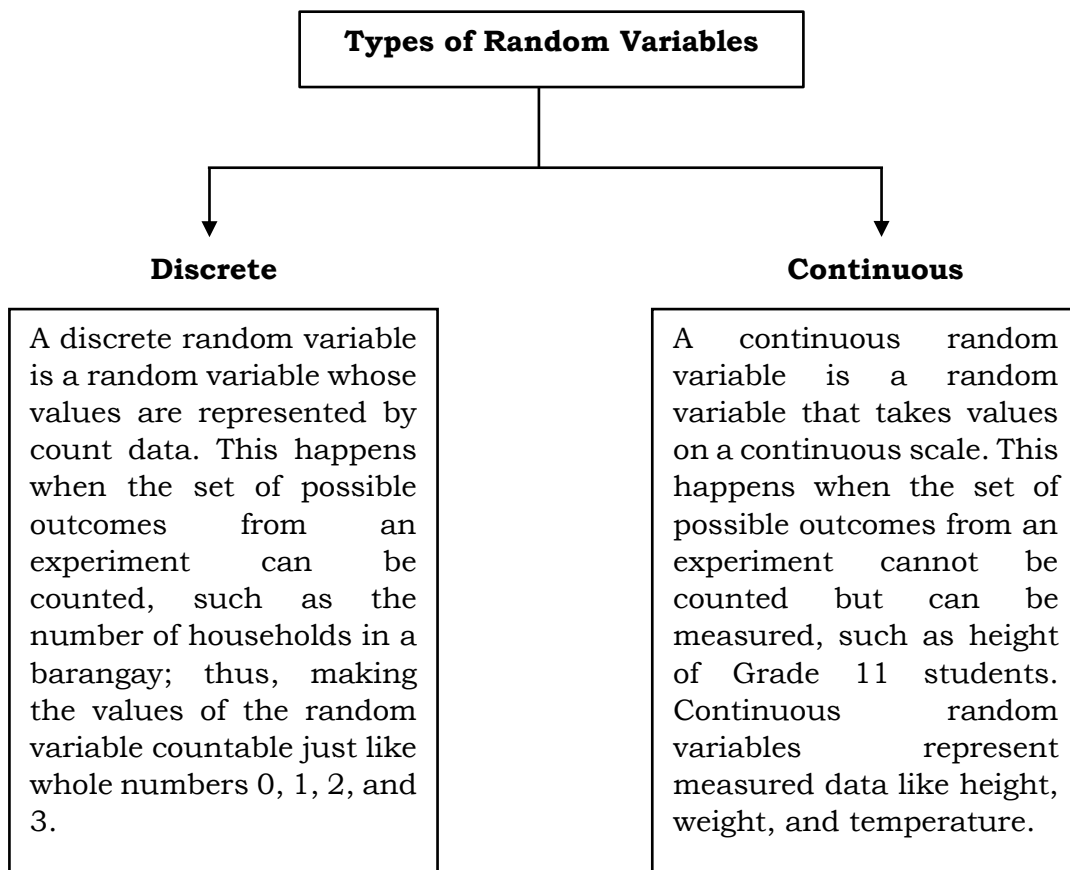 Types of Random Variables
Discrete
A discrete random variable
is a random variable whose
values are represented by
count data. This happens
when the set of possible
outcomes from an
experiment can be
counted, such as the
number of households in a
barangay; thus, making
the values of the random
variable countable just like
whole numbers 0, 1, 2, and
3.
Continuous
A continuous random
variable is a random
variable that takes values
on a continuous scale. This
happens when the set of
possible outcomes from an
experiment cannot be
counted but can be
measured, such as height
of Grade 11 students.
Continuous random
variables represent
measured data like height,
weight, and temperature.